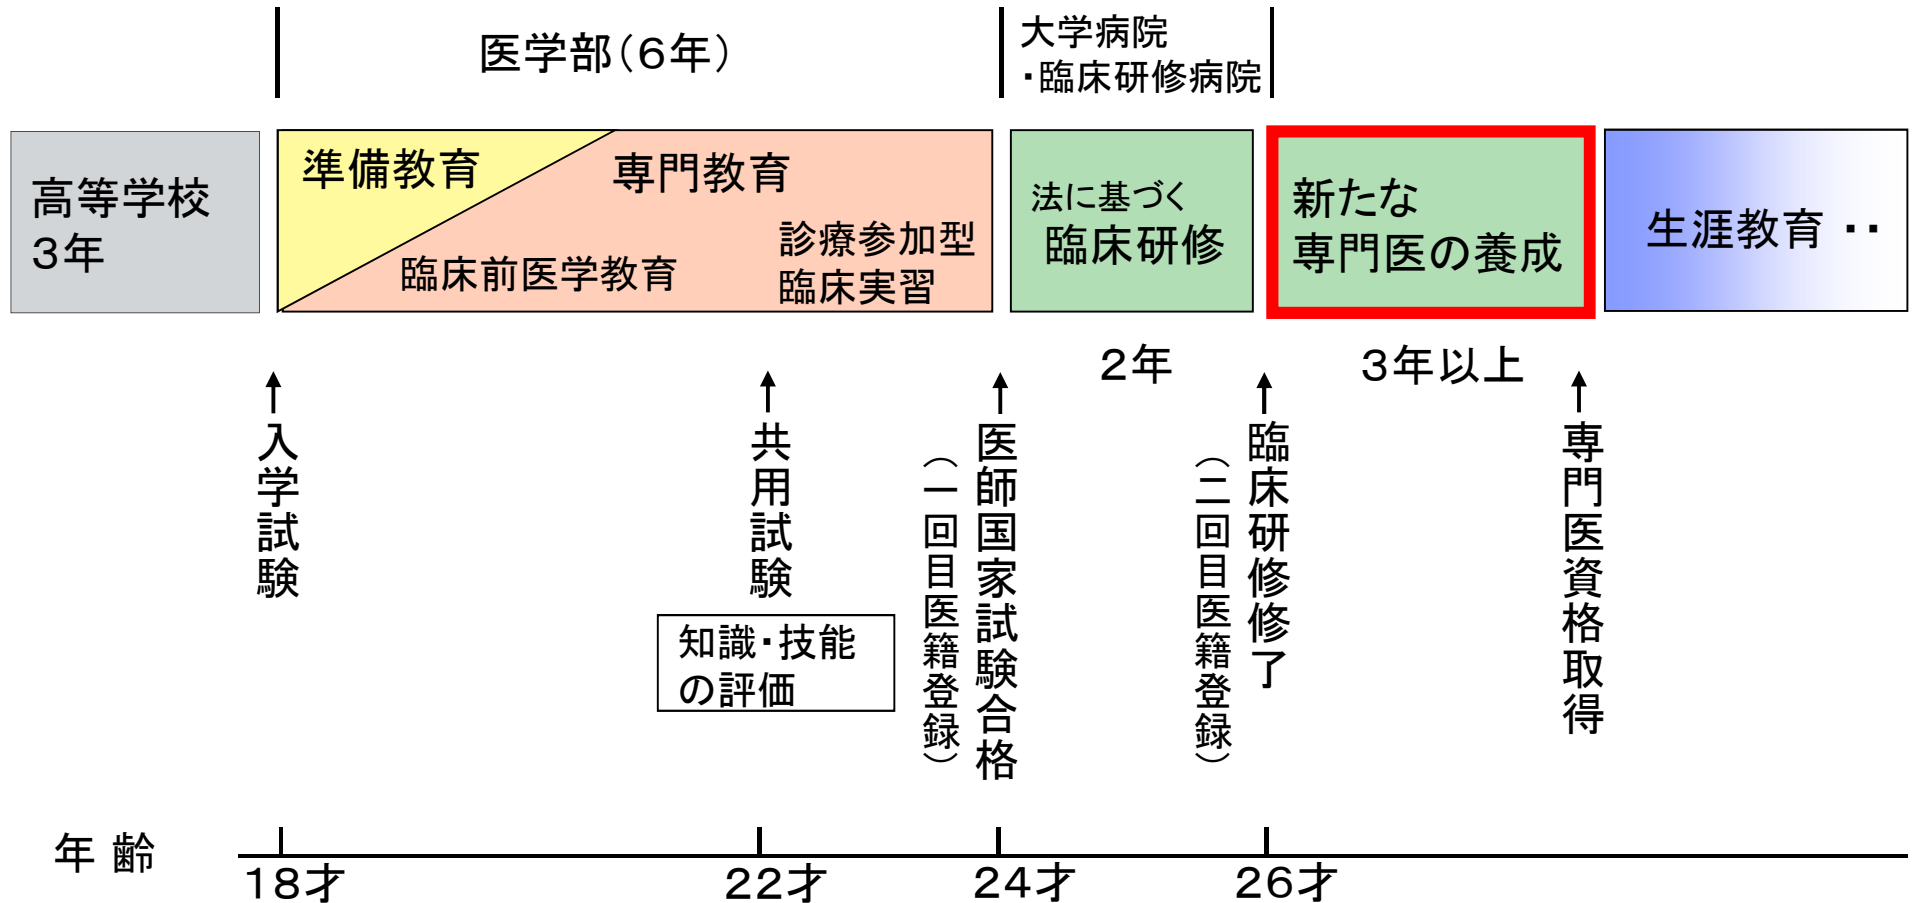 医学部（６年）
大学病院
・臨床研修病院
高等学校
３年
準備教育
専門教育
臨床前医学教育
診療参加型
臨床実習
法に基づく
臨床研修
新たな
専門医の養成
生涯教育 ・・
２年
３年以上
入学試験
共用試験
知識・技能
の評価
医師国家試験合格
（一回目医籍登録）
臨床研修修了
（二回目医籍登録）
専門医資格取得
年 齢
１８才
２２才
２４才
２６才